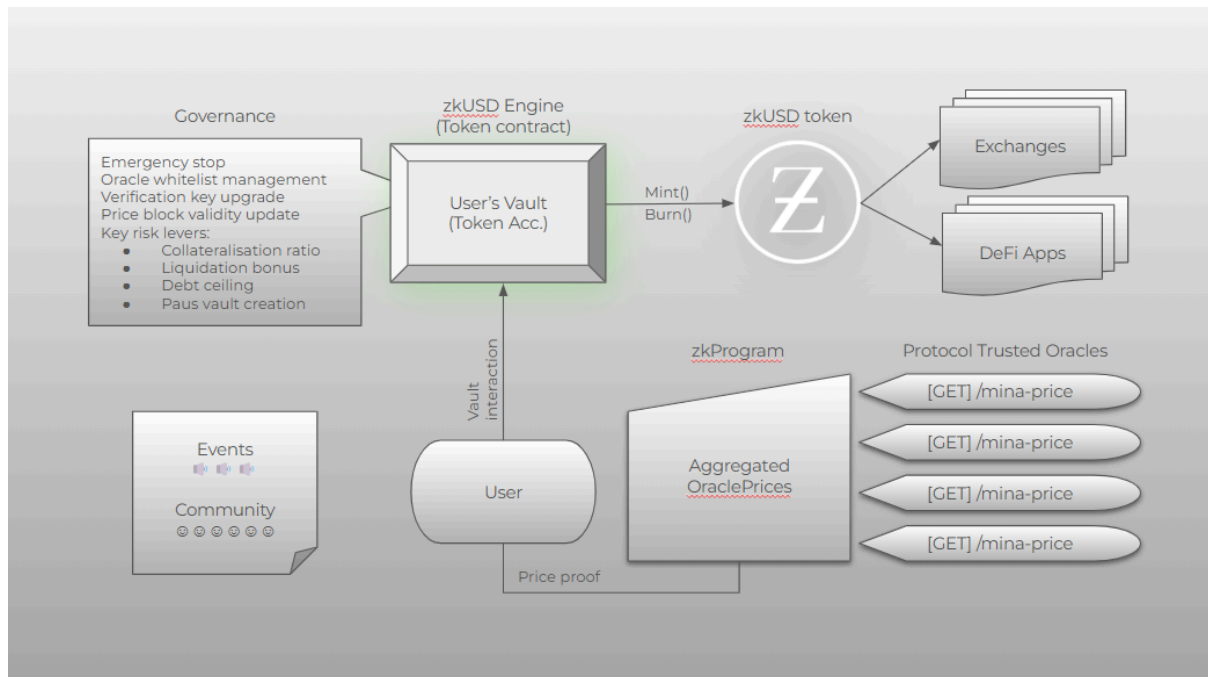 Governance
Emergency stop
Oracle whitelist management
Verification key upgrade
Price block validity update
Key risk levers:
● Collateralisation ratio
● Liquidation bonus
● Debt ceiling
● Paus vault creation
zkUSD Engine
(Token contract)
User's Vault
(Token Acc.)
Mint()
Burn()
zkUSD token
Z
Exchanges
DeFi Apps
Vault
interaction
User
Price proof
zkProgram
Aggregated
OraclePrices
Protocol Trusted Oracles
[GET] /mina-price
[GET] /mina-price
[GET] /mina-price
[GET] /mina-price
Events
Community